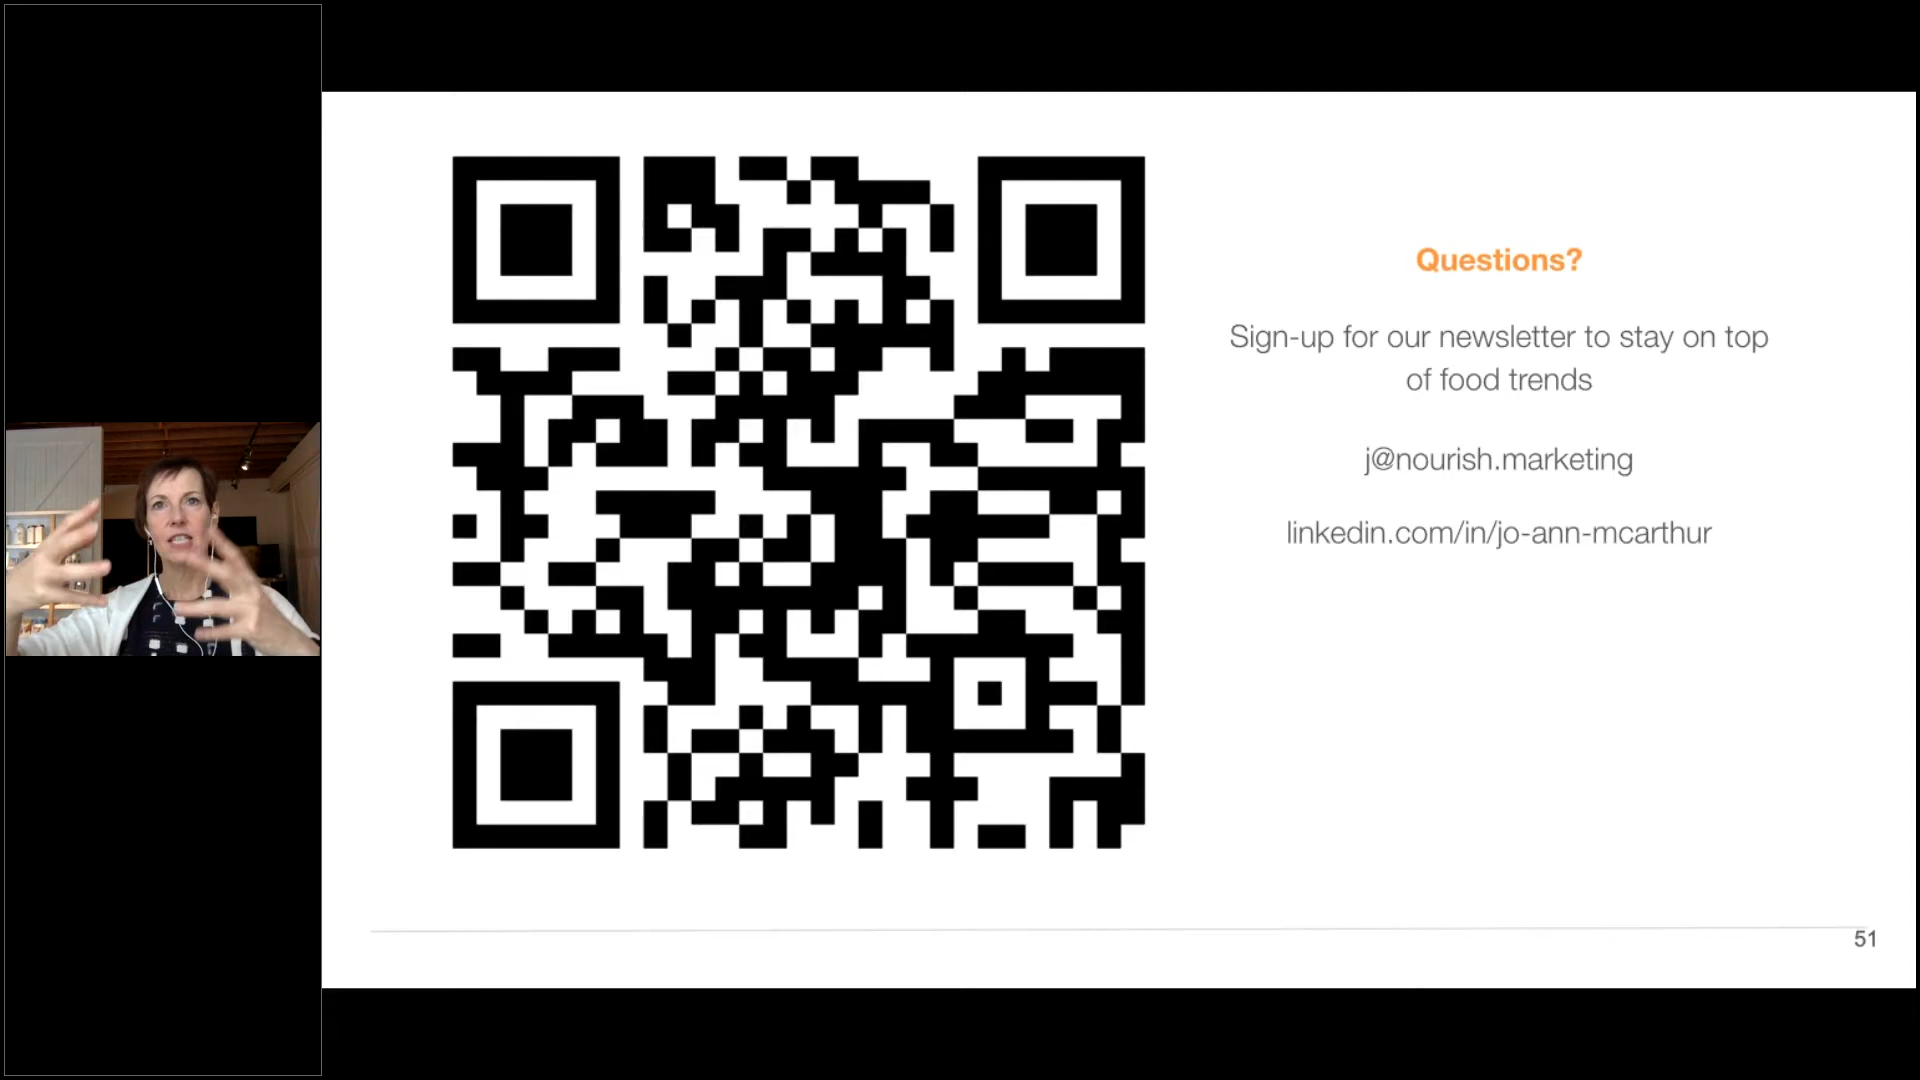 Questions?
Sign-up for our newsletter to stay on top
of food trends
j@nourish.marketing
linkedin.com/in/jo-ann-mcarthur
51